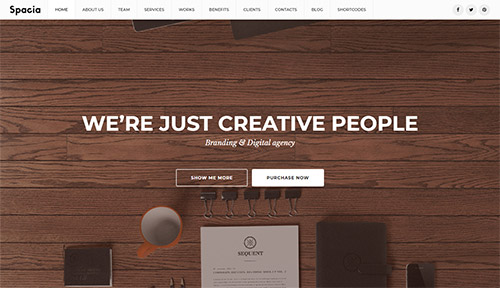 Spacia HOME ABOUT US TEAM SERVICES WORKS BENEFITS CLIENTS CONTACTS BLOG SHORTCODES
WE'RE JUST CREATIVE PEOPLE
Branding & Digital agency
SHOW ME MORE PURCHASE NOW
SEQUENT